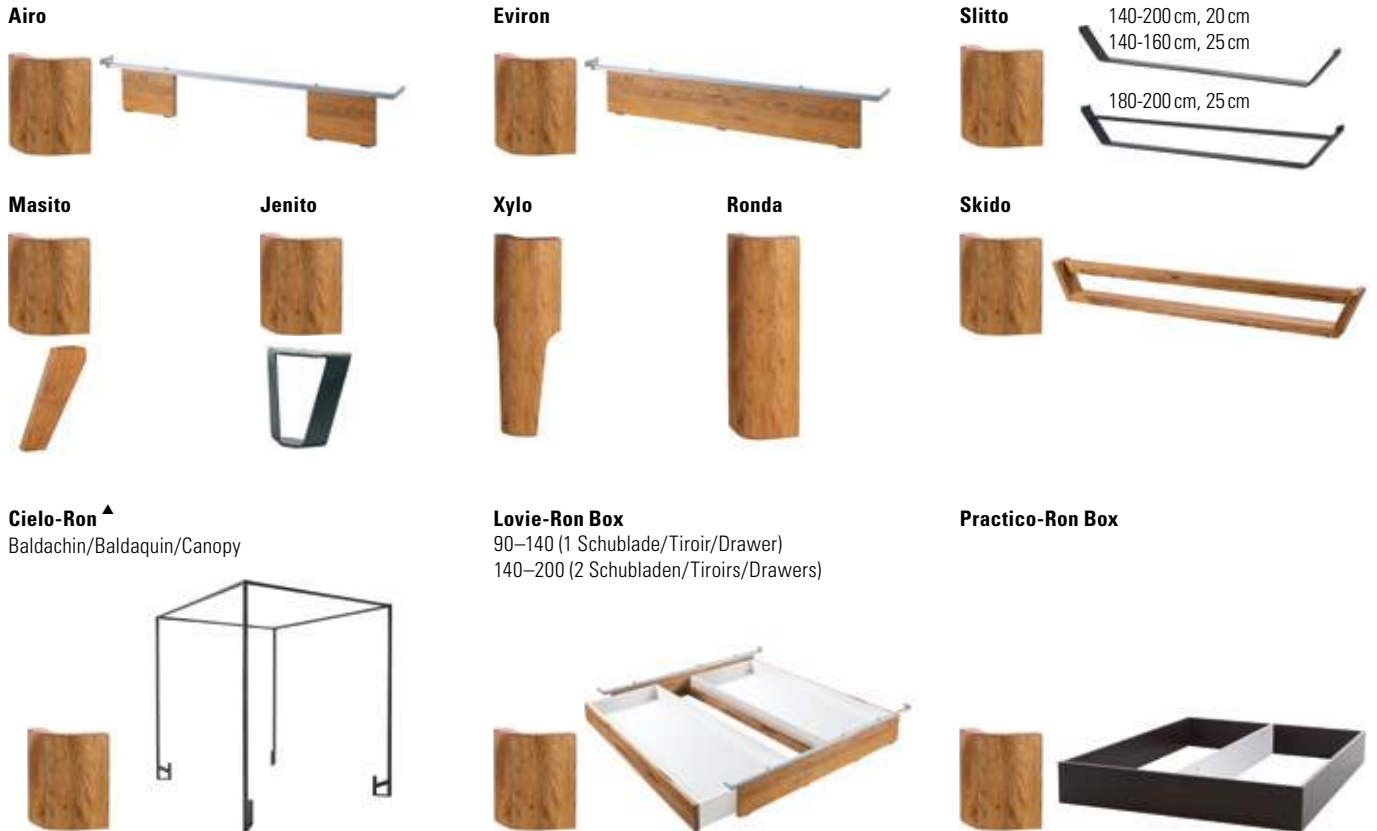 Airo
Eviron
Slitto
140-200 cm, 20 cm
140-160 cm, 25 cm
180-200 cm, 25 cm
Masito
Jenito
Xylo
Ronda
Skido
Cielo-Ron ▲
Baldachin/Baldaquin/Canopy
Lovie-Ron Box
90–140 (1 Schublade/Tiroir/Drawer)
140–200 (2 Schubladen/Tiroirs/Drawers)
Practico-Ron Box